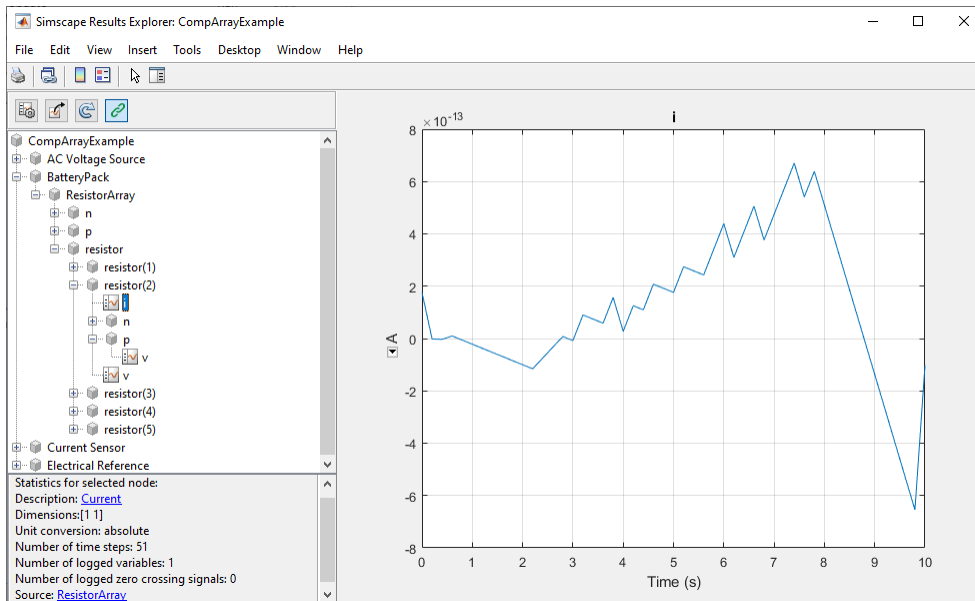 Simscape Results Explorer: CompArrayExample
File Edit View Insert Tools Desktop Window Help
CompArrayExample
AC Voltage Source
BatteryPack
ResistorArray
n
p
resistor
resistor(1)
resistor(2)
i
n
p
v
v
resistor(3)
resistor(4)
resistor(5)
Current Sensor
Electrical Reference
Statistics for selected node:
Description: Current
Dimensions:[1 1]
Unit conversion: absolute
Number of time steps: 51
Number of logged variables: 1
Number of logged zero crossing signals: 0
Source: ResistorArray
i
×10-13
8
6
4
2
0
-2
-4
-6
-8
A
0 1 2 3 4 5 6 7 8 9 10
Time (s)